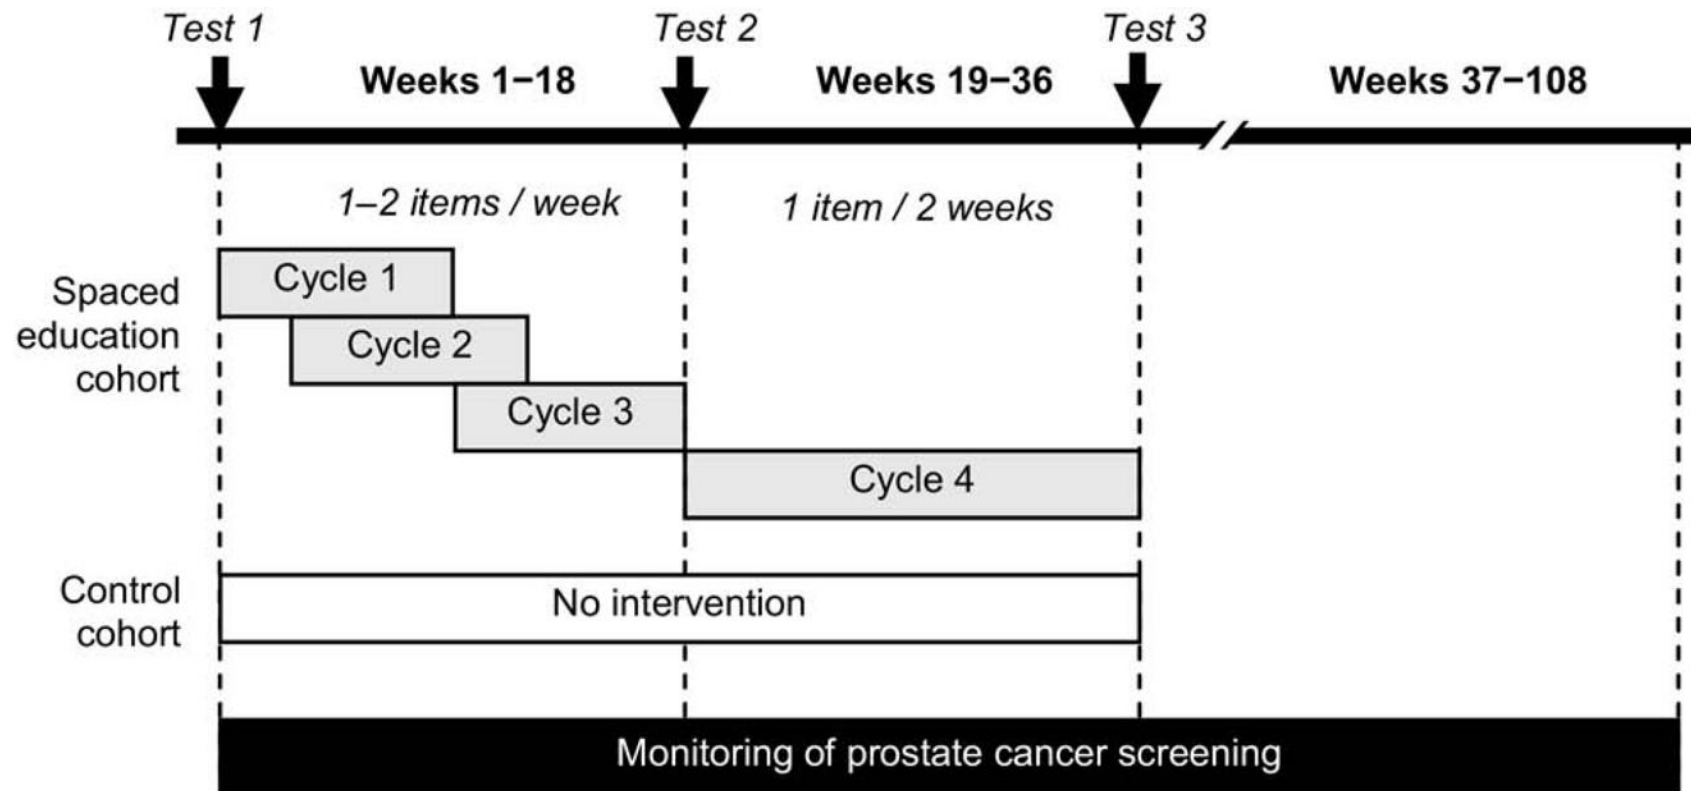 Test 1
Test 2
Test 3
Weeks 1–18
Weeks 19–36
Weeks 37–108
1–2 items / week
1 item / 2 weeks
Spaced
education
cohort
Cycle 1
Cycle 2
Cycle 3
Cycle 4
Control
cohort
No intervention
Monitoring of prostate cancer screening